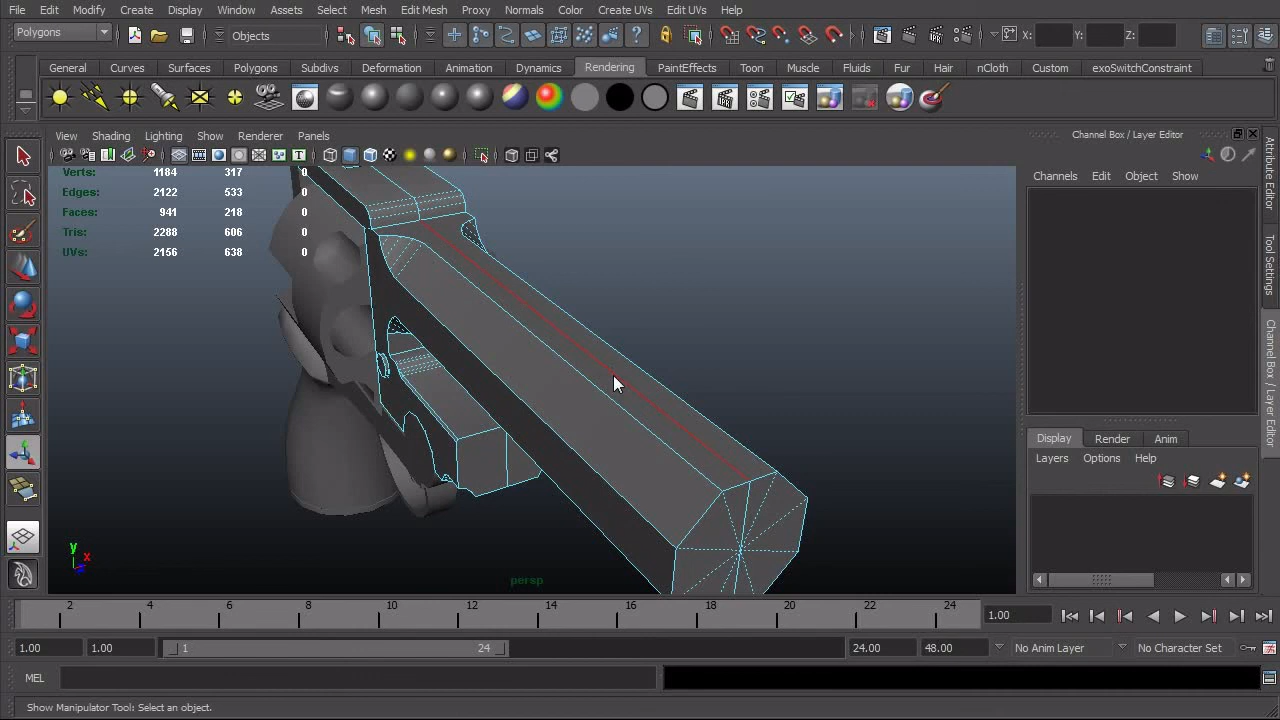 File Edit Modify Create Display Window Assets Select Mesh Edit Mesh Proxy Normals Color Create UVs Edit UVs Help
Polygons Objects X: Y: Z:
General Curves Surfaces Polygons Subdivs Deformation Animation Dynamics Rendering PaintEffects Toon Muscle Fluids Fur Hair nCloth Custom exoSwitchConstraint
View Shading Lighting Show Renderer Panels
Channel Box / Layer Editor
Channels Edit Object Show
Verts: 1184 317 0
Edges: 2122 533 0
Faces: 941 218 0
Tris: 2288 606 0
UVs: 2156 638 0
Attribute Editor
Tool Settings
Channel Box / Layer Editor
Display Render Anim
Layers Options Help
y
x
persp
2 4 6 8 10 12 14 16 18 20 22 24 1.00
1.00 1.00 1 24 24.00 48.00 No Anim Layer No Character Set
MEL
Show Manipulator Tool: Select an object.